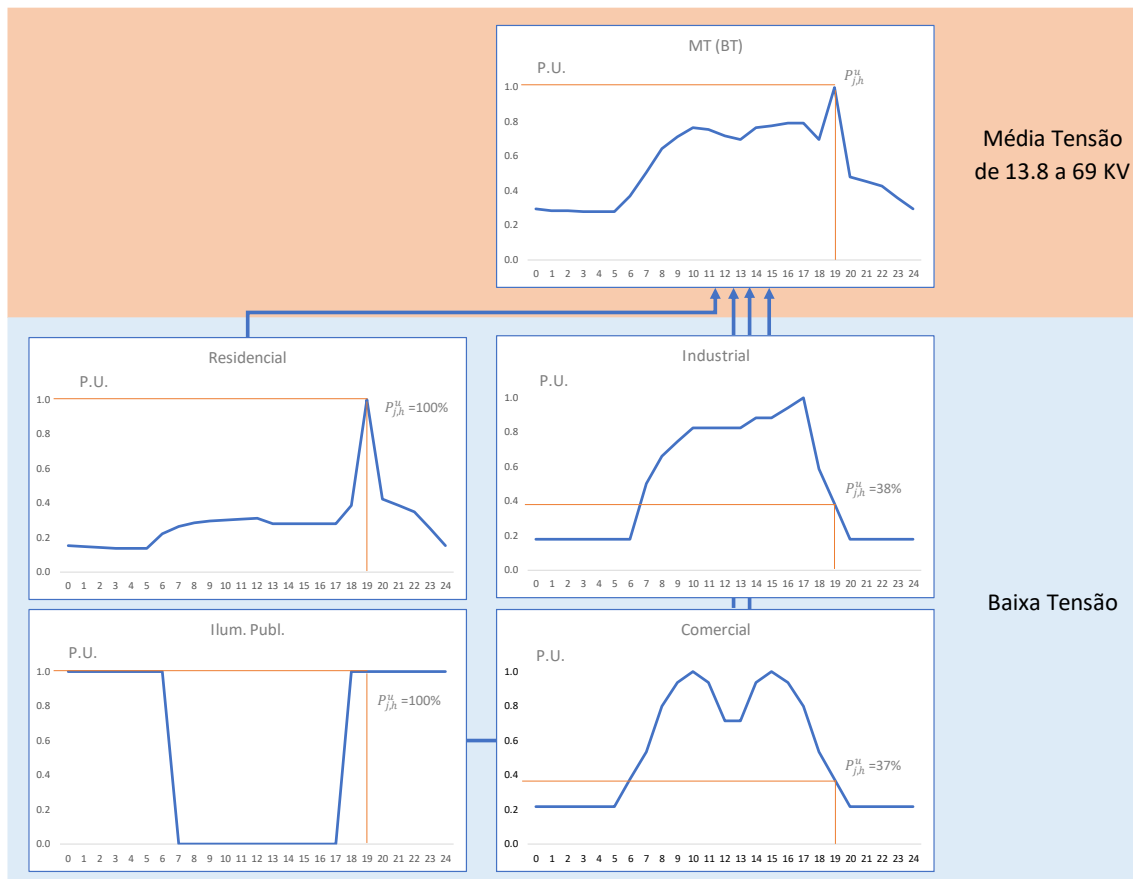 MT (BT)
P.U.
P^u_{j,h}
1.0
0.8
0.6
0.4
0.2
0.0
0 1 2 3 4 5 6 7 8 9 10 11 12 13 14 15 16 17 18 19 20 21 22 23 24
Média Tensão
de 13.8 a 69 KV
Residencial
P.U.
P^u_{j,h} =100%
1.0
0.8
0.6
0.4
0.2
0.0
0 1 2 3 4 5 6 7 8 9 10 11 12 13 14 15 16 17 18 19 20 21 22 23 24
Industrial
P.U.
P^u_{j,h} =38%
1.0
0.8
0.6
0.4
0.2
0.0
0 1 2 3 4 5 6 7 8 9 10 11 12 13 14 15 16 17 18 19 20 21 22 23 24
Baixa Tensão
Ilum. Publ.
P.U.
P^u_{j,h} =100%
1.0
0.8
0.6
0.4
0.2
0.0
0 1 2 3 4 5 6 7 8 9 10 11 12 13 14 15 16 17 18 19 20 21 22 23 24
Comercial
P.U.
P^u_{j,h} =37%
1.0
0.8
0.6
0.4
0.2
0.0
0 1 2 3 4 5 6 7 8 9 10 11 12 13 14 15 16 17 18 19 20 21 22 23 24